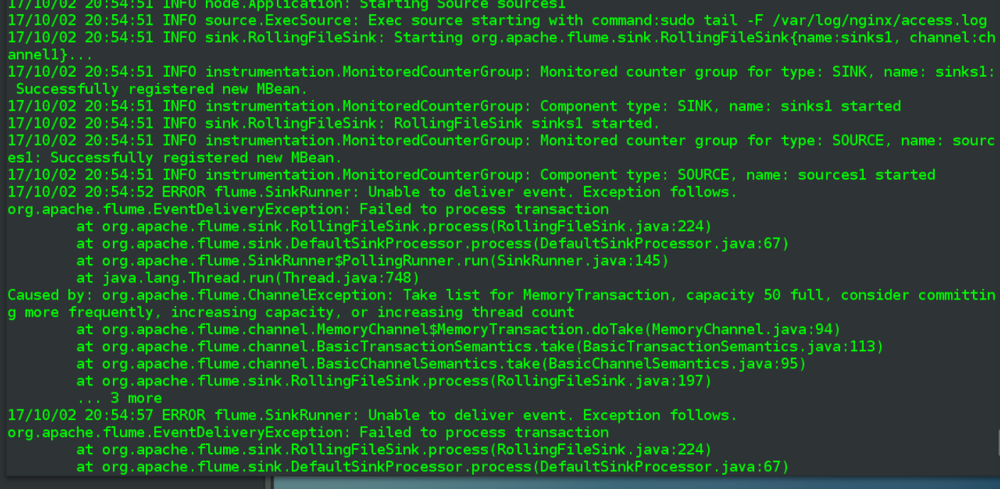 17/10/02 20:54:51 INFO node.Application: Starting Source sources1
17/10/02 20:54:51 INFO source.ExecSource: Exec source starting with command:sudo tail -F /var/log/nginx/access.log
17/10/02 20:54:51 INFO sink.RollingFileSink: Starting org.apache.flume.sink.RollingFileSink{name:sinks1, channel:ch
annel1}...
17/10/02 20:54:51 INFO instrumentation.MonitoredCounterGroup: Monitored counter group for type: SINK, name: sinks1:
 Successfully registered new MBean.
17/10/02 20:54:51 INFO instrumentation.MonitoredCounterGroup: Component type: SINK, name: sinks1 started
17/10/02 20:54:51 INFO sink.RollingFileSink: RollingFileSink sinks1 started.
17/10/02 20:54:51 INFO instrumentation.MonitoredCounterGroup: Monitored counter group for type: SOURCE, name: sourc
es1: Successfully registered new MBean.
17/10/02 20:54:51 INFO instrumentation.MonitoredCounterGroup: Component type: SOURCE, name: sources1 started
17/10/02 20:54:52 ERROR flume.SinkRunner: Unable to deliver event. Exception follows.
org.apache.flume.EventDeliveryException: Failed to process transaction
        at org.apache.flume.sink.RollingFileSink.process(RollingFileSink.java:224)
        at org.apache.flume.sink.DefaultSinkProcessor.process(DefaultSinkProcessor.java:67)
        at org.apache.flume.SinkRunner$PollingRunner.run(SinkRunner.java:145)
        at java.lang.Thread.run(Thread.java:748)
Caused by: org.apache.flume.ChannelException: Take list for MemoryTransaction, capacity 50 full, consider committin
g more frequently, increasing capacity, or increasing thread count
        at org.apache.flume.channel.MemoryChannel$MemoryTransaction.doTake(MemoryChannel.java:94)
        at org.apache.flume.channel.BasicTransactionSemantics.take(BasicTransactionSemantics.java:113)
        at org.apache.flume.channel.BasicChannelSemantics.take(BasicChannelSemantics.java:95)
        at org.apache.flume.sink.RollingFileSink.process(RollingFileSink.java:197)
        ... 3 more
17/10/02 20:54:57 ERROR flume.SinkRunner: Unable to deliver event. Exception follows.
org.apache.flume.EventDeliveryException: Failed to process transaction
        at org.apache.flume.sink.RollingFileSink.process(RollingFileSink.java:224)
        at org.apache.flume.sink.DefaultSinkProcessor.process(DefaultSinkProcessor.java:67)